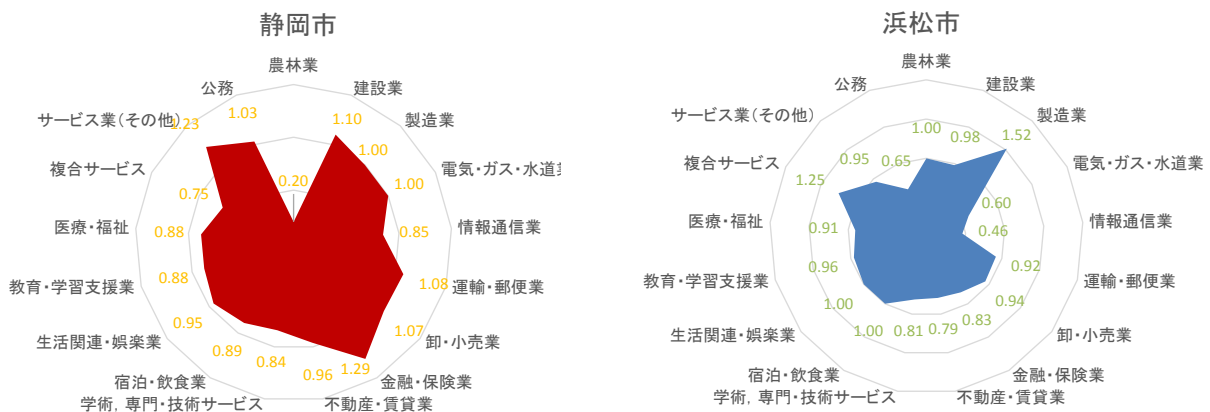 静岡市
農林業
建設業
製造業
電気・ガス・水道業
情報通信業
運輸・郵便業
卸・小売業
金融・保険業
不動産・賃貸業
学術, 専門・技術サービス
宿泊・飲食業
生活関連・娯楽業
教育・学習支援業
医療・福祉
複合サービス
サービス業(その他)
公務
0.20
1.10
1.00
1.00
0.85
1.08
1.07
1.29
0.96
0.84
0.89
0.95
0.88
0.88
0.75
1.23
1.03
浜松市
農林業
建設業
製造業
電気・ガス・水道業
情報通信業
運輸・郵便業
卸・小売業
金融・保険業
不動産・賃貸業
学術, 専門・技術サービス
宿泊・飲食業
生活関連・娯楽業
教育・学習支援業
医療・福祉
複合サービス
サービス業(その他)
公務
1.00
0.98
1.52
0.60
0.46
0.92
0.94
0.83
0.79
0.81
1.00
1.00
0.96
0.91
1.25
0.95
0.65